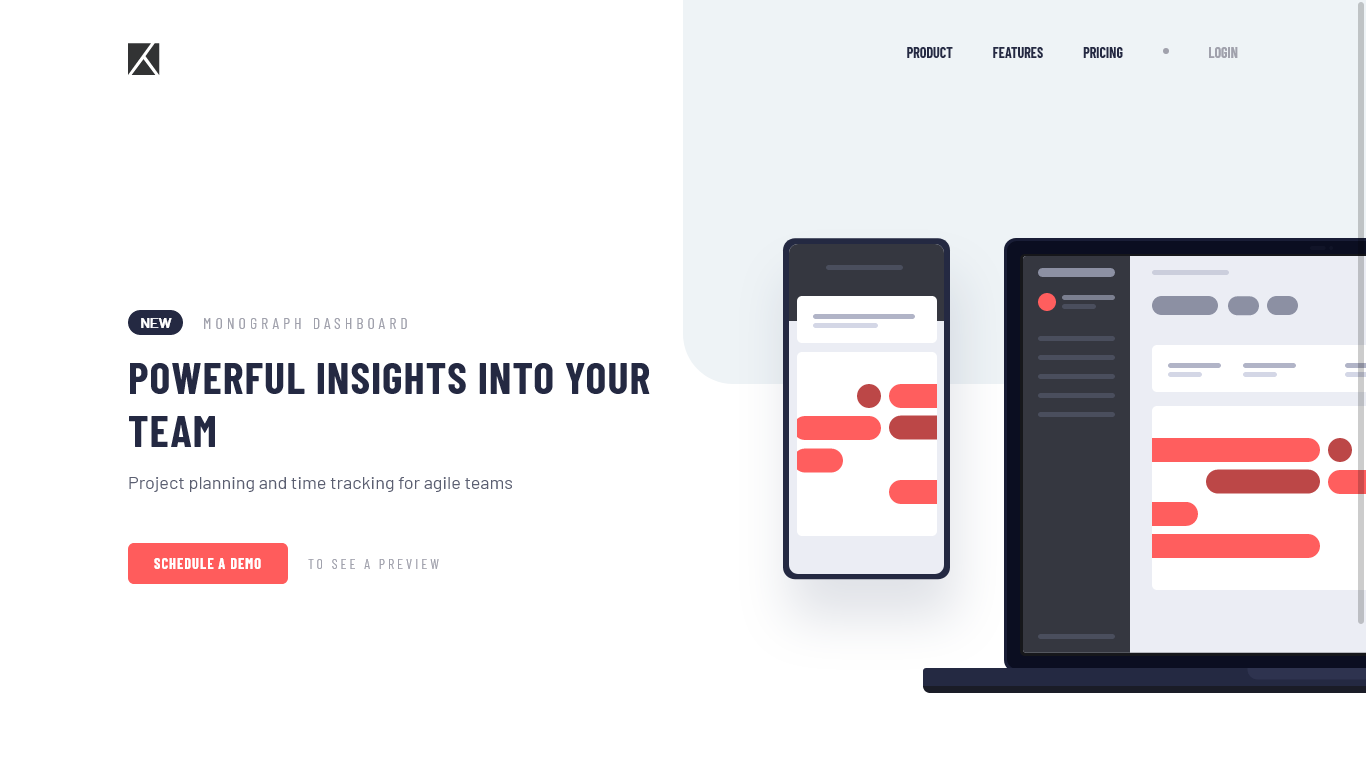 PRODUCT FEATURES PRICING LOGIN
NEW MONOGRAPH DASHBOARD
POWERFUL INSIGHTS INTO YOUR
TEAM
Project planning and time tracking for agile teams
SCHEDULE A DEMO TO SEE A PREVIEW